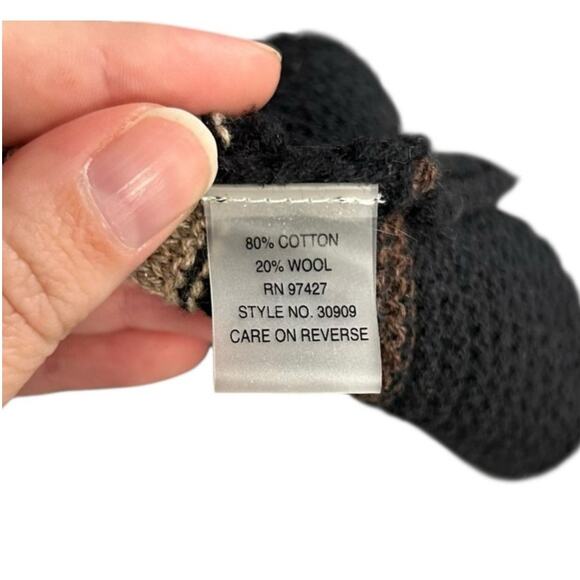 80% COTTON
20% WOOL
RN 97427
STYLE NO. 30909
CARE ON REVERSE